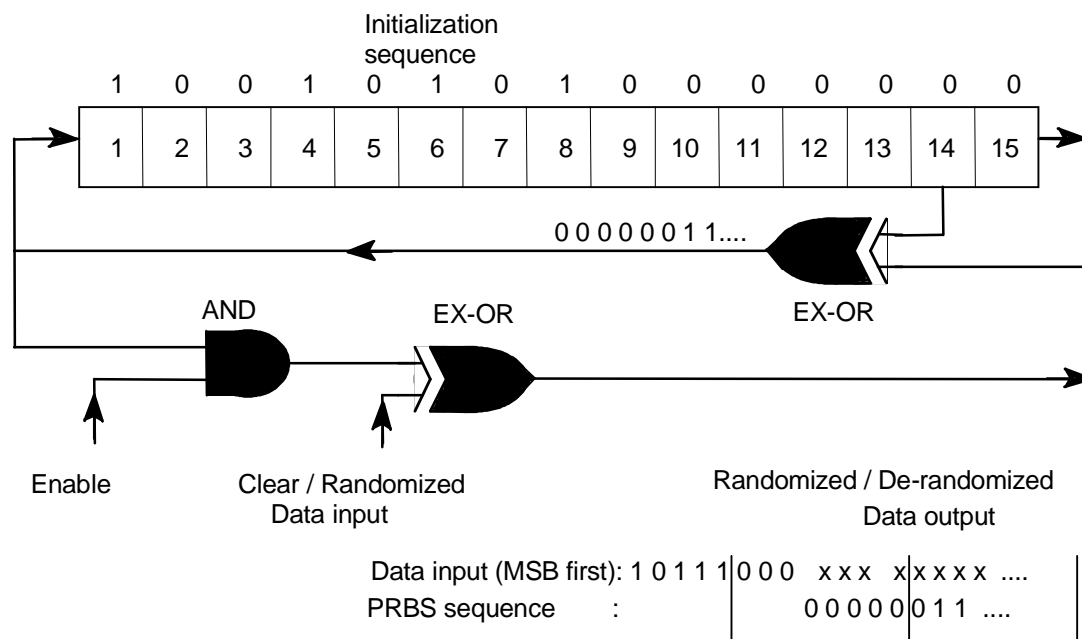 Initialization
sequence
1 0 0 1 0 1 0 1 0 0 0 0 0 0 0
1 2 3 4 5 6 7 8 9 10 11 12 13 14 15
0 0 0 0 0 0 1 1....
AND
EX-OR
EX-OR
Enable
Clear / Randomized
Data input
Randomized / De-randomized
Data output
Data input (MSB first): 1 0 1 1 1 0 0 0 x x x x x x x x ....
PRBS sequence : 0 0 0 0 0 0 1 1 ....